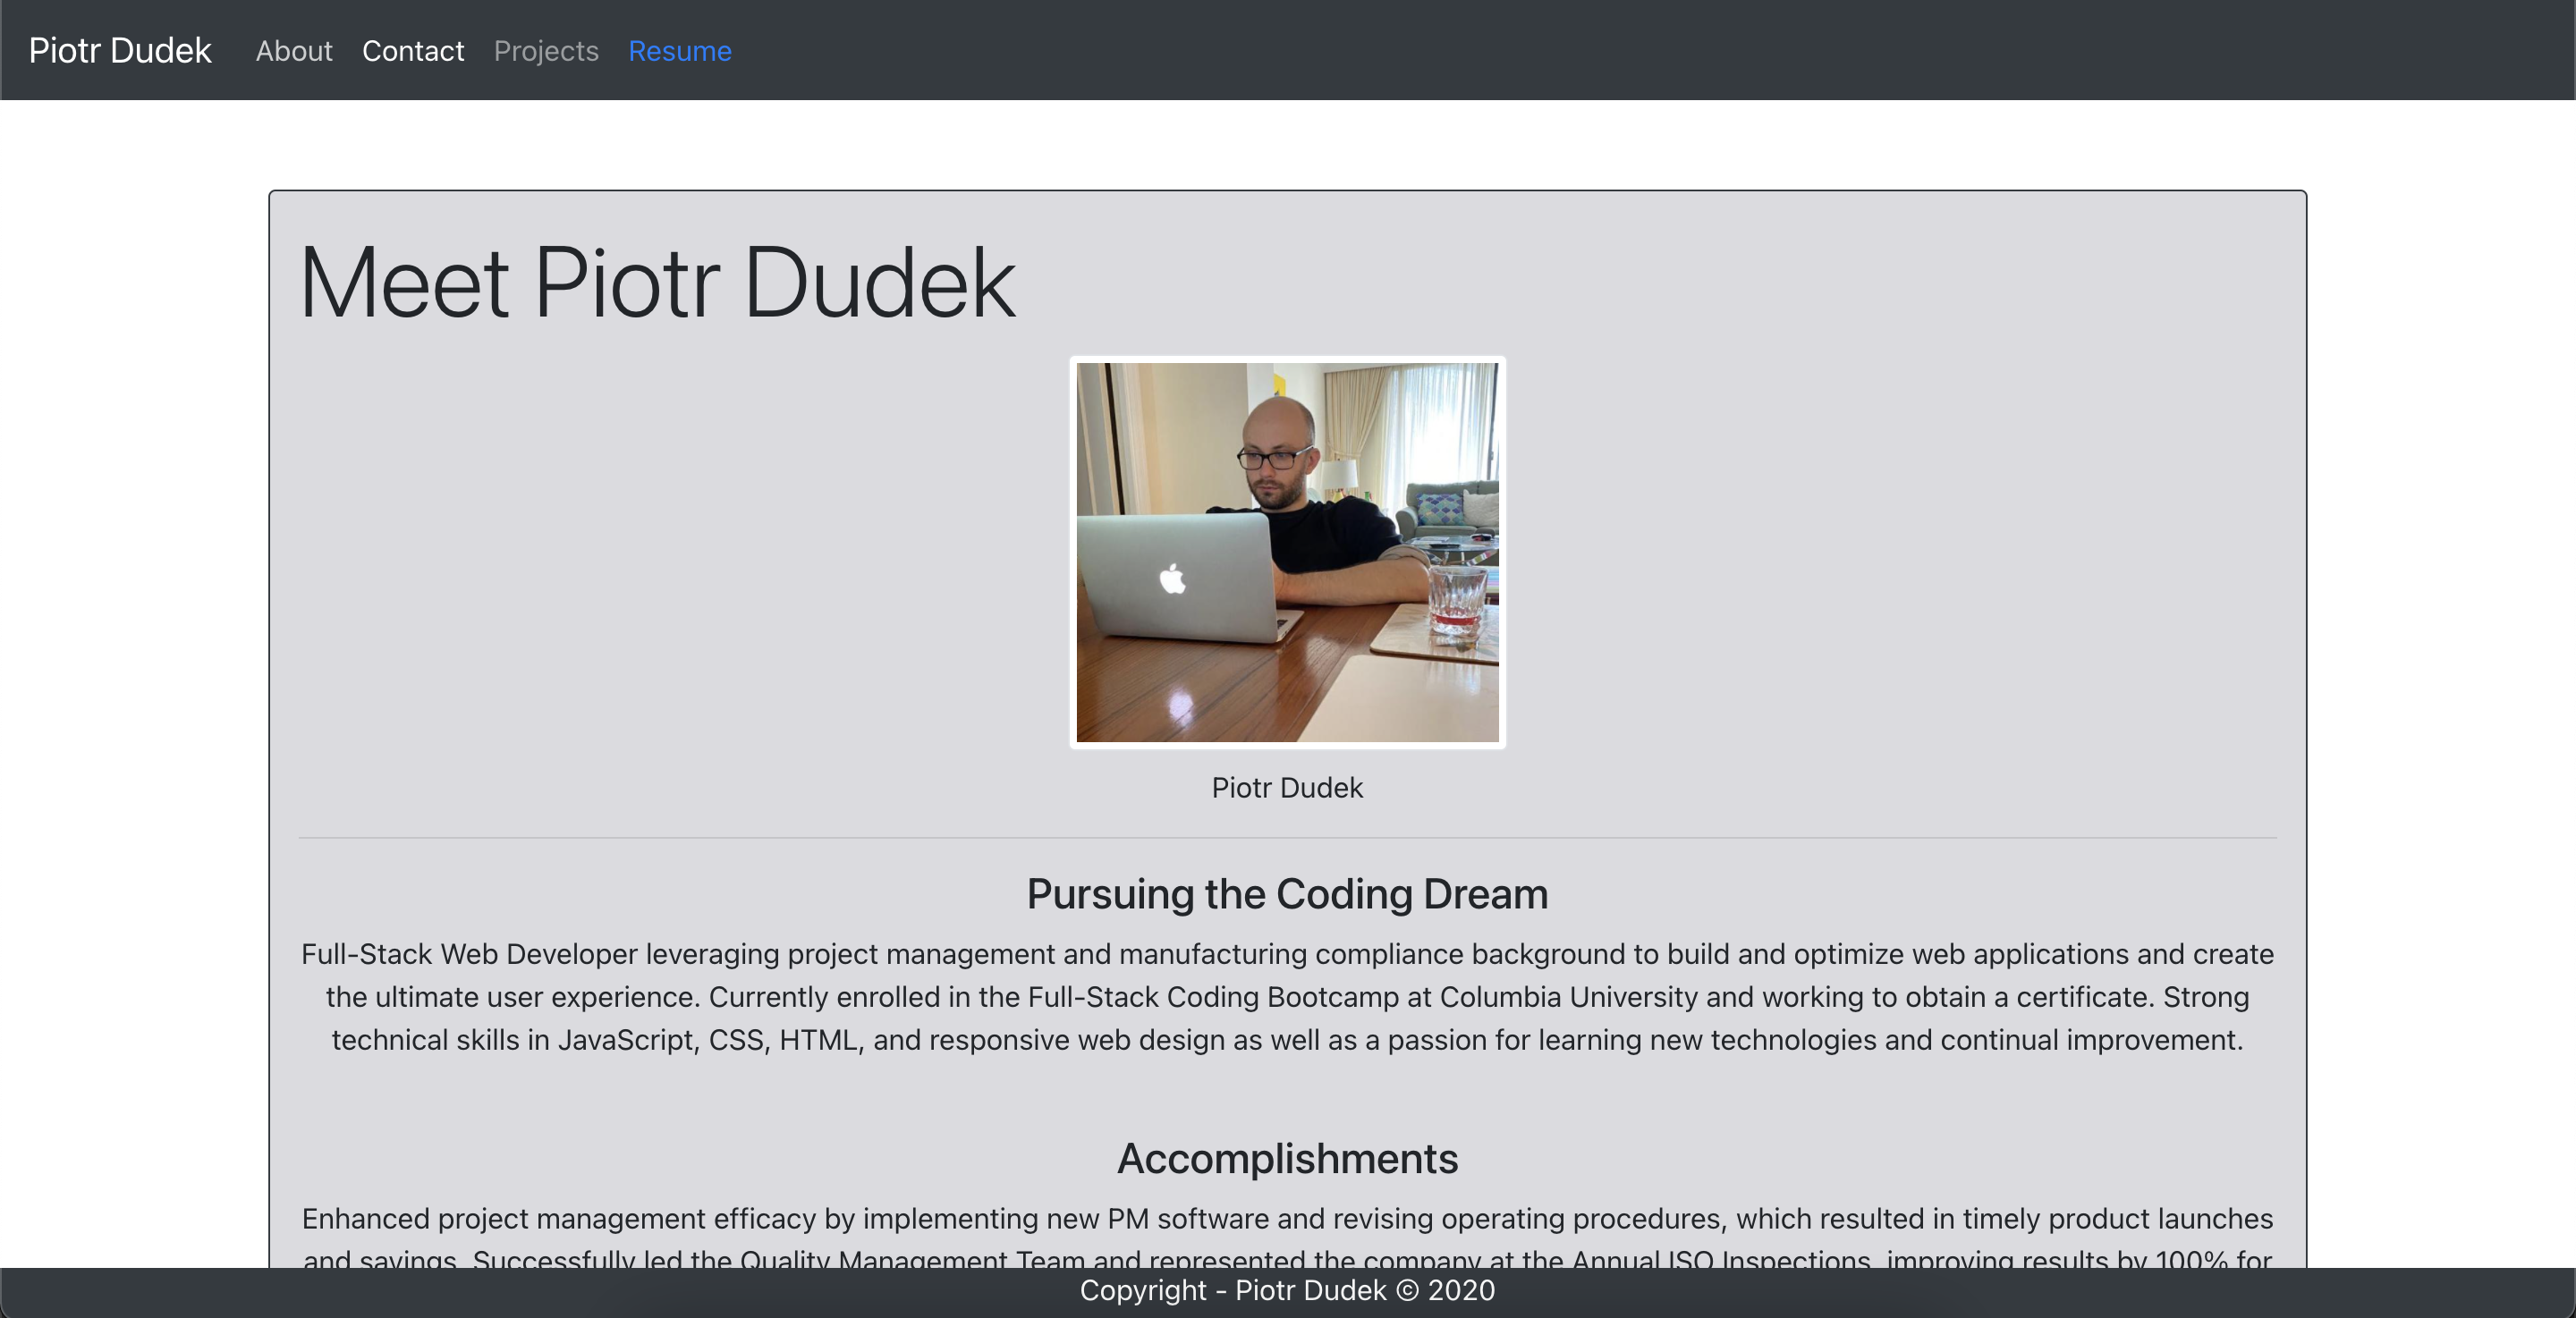 Piotr Dudek About Contact Projects Resume
Meet Piotr Dudek
Piotr Dudek
Pursuing the Coding Dream
Full-Stack Web Developer leveraging project management and manufacturing compliance background to build and optimize web applications and create
the ultimate user experience. Currently enrolled in the Full-Stack Coding Bootcamp at Columbia University and working to obtain a certificate. Strong
technical skills in JavaScript, CSS, HTML, and responsive web design as well as a passion for learning new technologies and continual improvement.
Accomplishments
Enhanced project management efficacy by implementing new PM software and revising operating procedures, which resulted in timely product launches
and savings. Successfully led the Quality Management Team and represented the company at the Annual ISO Inspections, improving results by 100% for
Copyright - Piotr Dudek © 2020